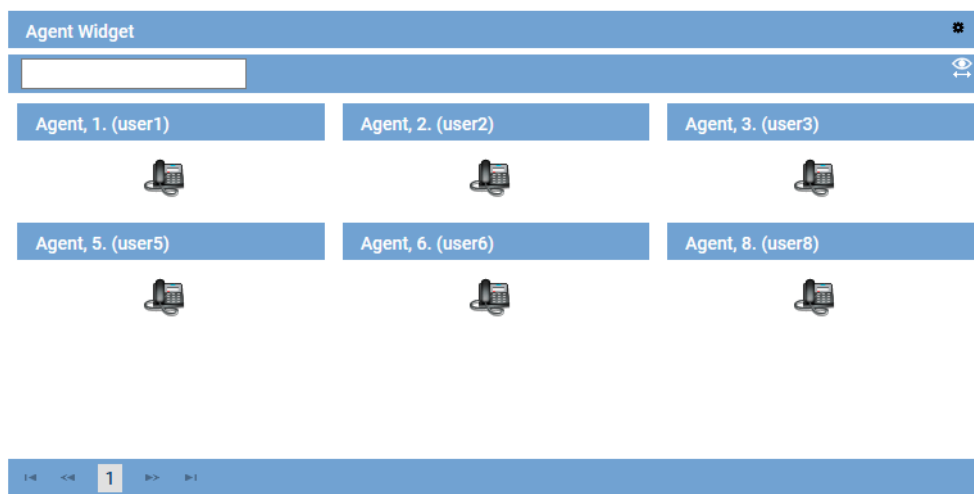 Agent Widget
Agent, 1. (user1)
Agent, 2. (user2)
Agent, 3. (user3)
Agent, 5. (user5)
Agent, 6. (user6)
Agent, 8. (user8)
1